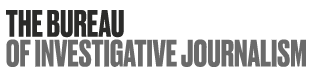 THE BUREAU
OF INVESTIGATIVE JOURNALISM